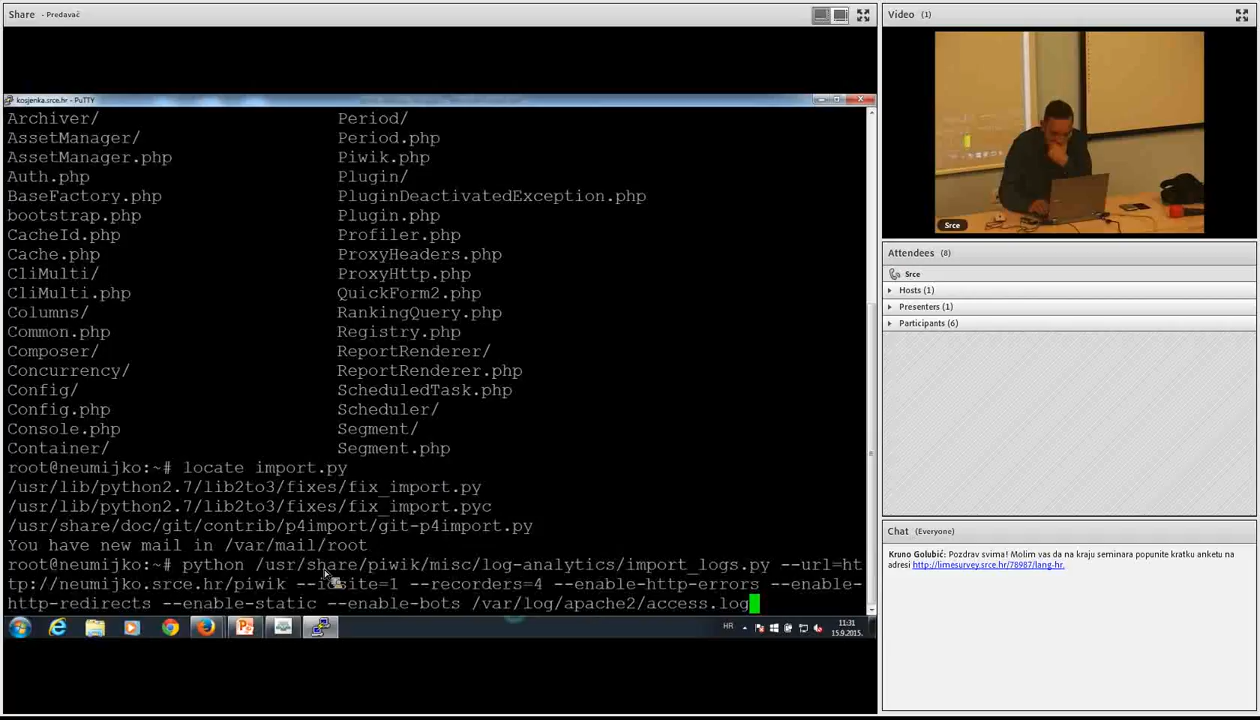 Share - Predavač
kosjenka.srce.hr - PuTTY
Archiver/ Period/
AssetManager/ Period.php
AssetManager.php Piwik.php
Auth.php Plugin/
BaseFactory.php PluginDeactivatedException.php
bootstrap.php Plugin.php
CacheId.php Profiler.php
Cache.php ProxyHeaders.php
CliMulti/ ProxyHttp.php
CliMulti.php QuickForm2.php
Columns/ RankingQuery.php
Common.php Registry.php
Composer/ ReportRenderer/
Concurrency/ ReportRenderer.php
Config/ ScheduledTask.php
Config.php Scheduler/
Console.php Segment/
Container/ Segment.php
root@neumijko:~# locate import.py
/usr/lib/python2.7/lib2to3/fixes/fix_import.py
/usr/lib/python2.7/lib2to3/fixes/fix_import.pyc
/usr/share/doc/git/contrib/p4import/git-p4import.py
You have new mail in /var/mail/root
root@neumijko:~# python /usr/share/piwik/misc/log-analytics/import_logs.py --url=ht
tp://neumijko.srce.hr/piwik --idsite=1 --recorders=4 --enable-http-errors --enable-
http-redirects --enable-static --enable-bots /var/log/apache2/access.log
HR
11:31
15.9.2015.
Video (1)
Srce
Attendees (8)
Srce
Hosts (1)
Presenters (1)
Participants (6)
Chat (Everyone)
Kruno Golubić: Pozdrav svima! Molim vas da na kraju seminara popunite kratku anketu na
adresi http://limesurvey.srce.hr/78987/lang-hr.